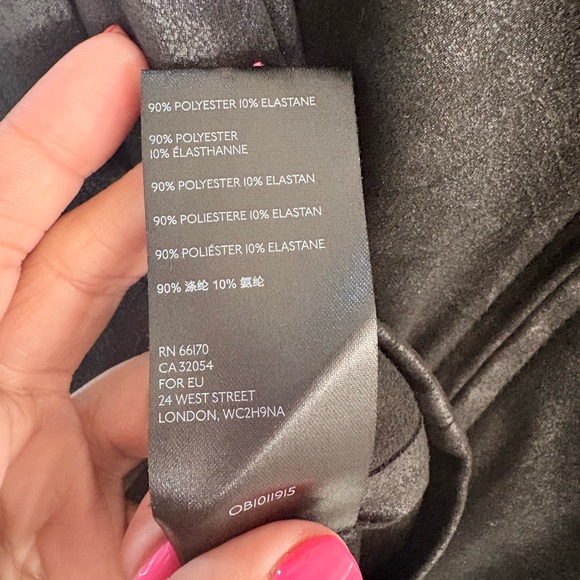 90% POLYESTER 10% ELASTANE
90% POLYESTER
10% ÉLASTHANNE
90% POLYESTER 10% ELASTAN
90% POLIESTERE 10% ELASTAN
90% POLIÉSTER 10% ELASTANE
90% 涤纶 10% 氨纶
RN 66170
CA 32054
FOR EU
24 WEST STREET
LONDON, WC2H9NA
OB1011915